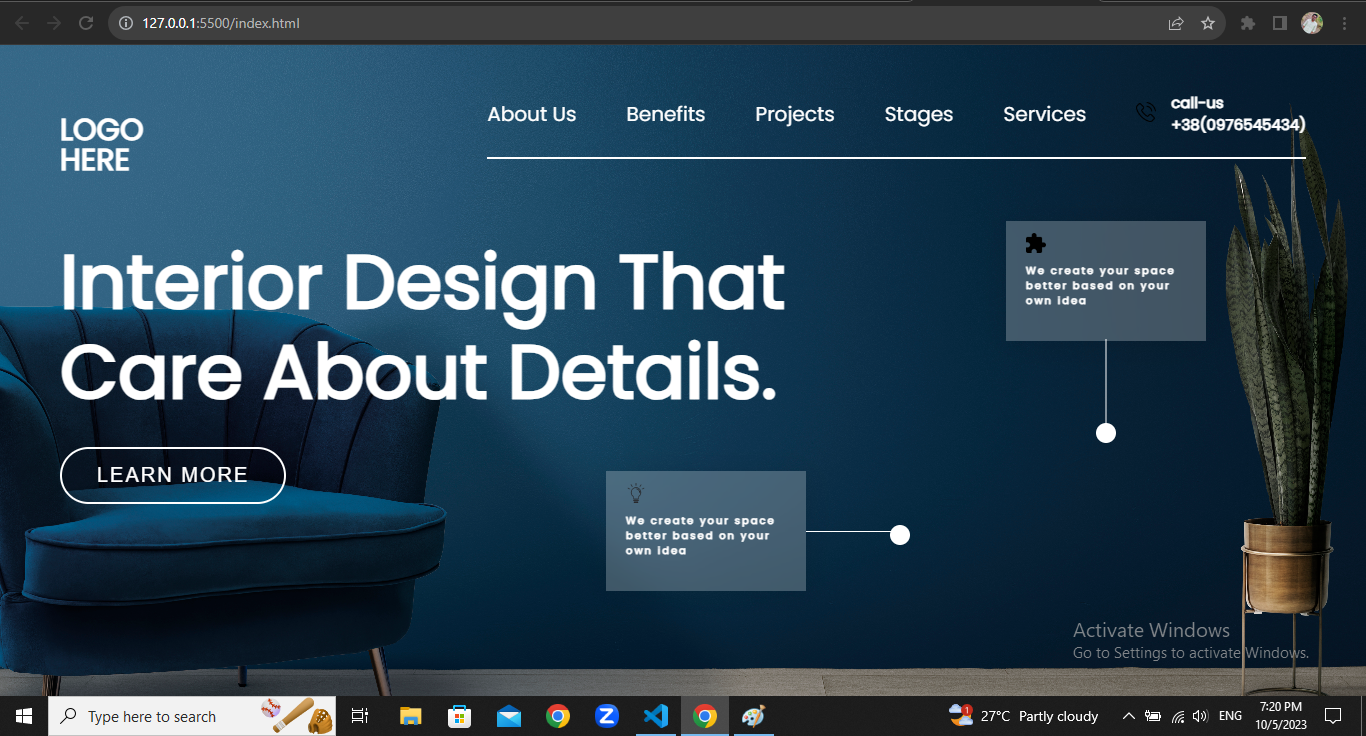 127.0.0.1:5500/index.html
LOGO
HERE
About Us Benefits Projects Stages Services
call-us
+38(0976545434)
Interior Design That
Care About Details.
LEARN MORE
We create your space
better based on your
own idea
We create your space
better based on your
own idea
Activate Windows
Go to Settings to activate Windows.
Type here to search
Z
1
27°C Partly cloudy
ENG
7:20 PM
10/5/2023